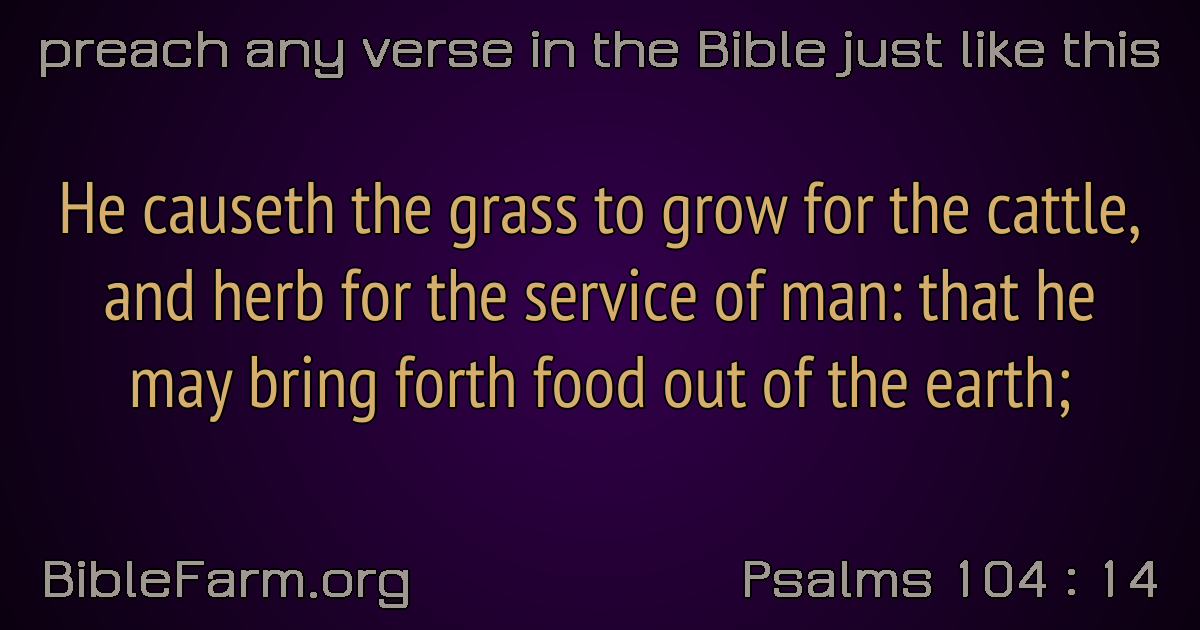 preach any verse in the Bible just like this
He causeth the grass to grow for the cattle,
and herb for the service of man: that he
may bring forth food out of the earth;
BibleFarm.org
Psalms 104 : 14